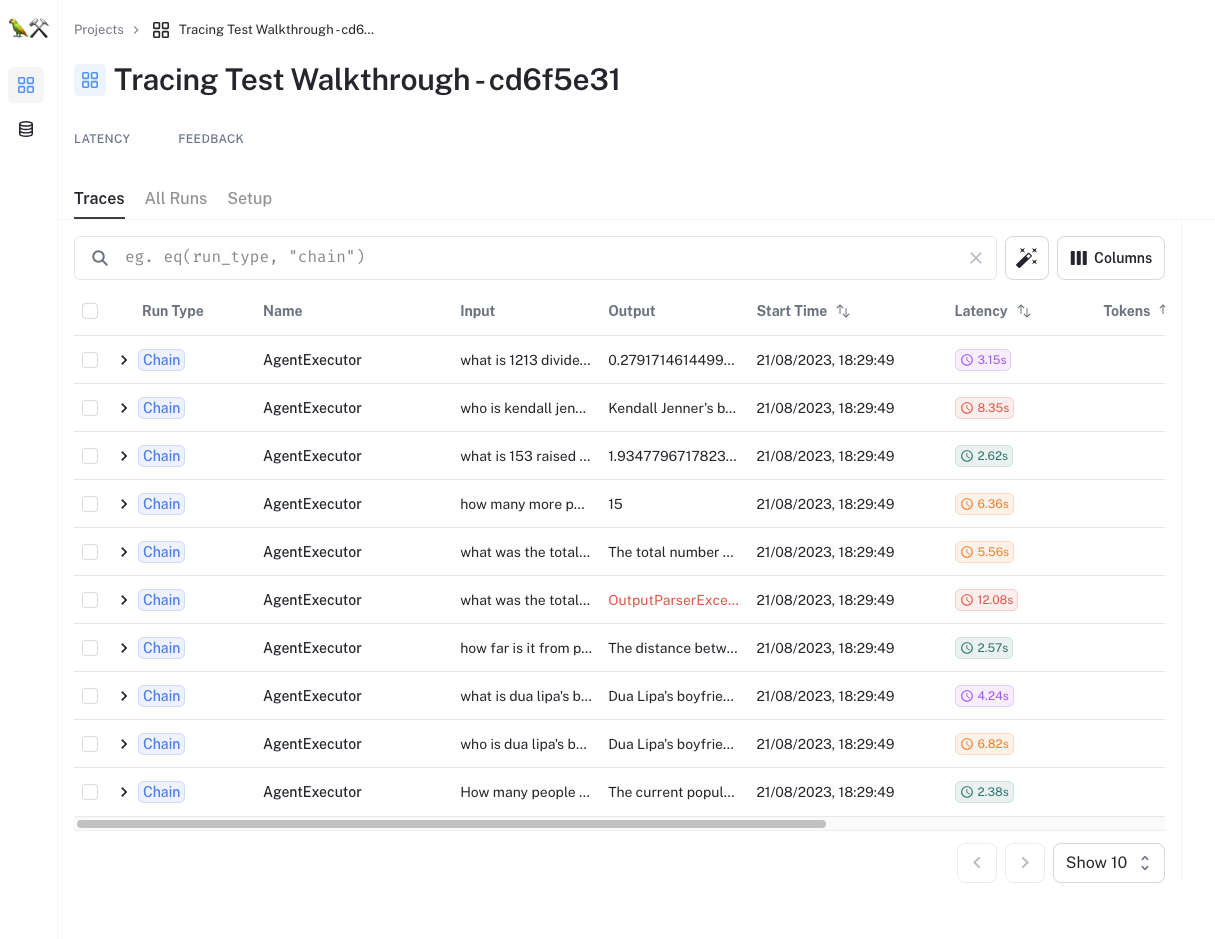 Projects > Tracing Test Walkthrough - cd6...
Tracing Test Walkthrough - cd6f5e31
LATENCY FEEDBACK
Traces All Runs Setup
eg. eq(run_type, "chain") Columns
Run Type Name Input Output Start Time Latency Tokens
Chain AgentExecutor what is 1213 divide... 0.2791714614499... 21/08/2023, 18:29:49 3.15s
Chain AgentExecutor who is kendall jen... Kendall Jenner's b... 21/08/2023, 18:29:49 8.35s
Chain AgentExecutor what is 153 raised ... 1.9347796717823... 21/08/2023, 18:29:49 2.62s
Chain AgentExecutor how many more p... 15 21/08/2023, 18:29:49 6.36s
Chain AgentExecutor what was the total... The total number ... 21/08/2023, 18:29:49 5.56s
Chain AgentExecutor what was the total... OutputParserExce... 21/08/2023, 18:29:49 12.08s
Chain AgentExecutor how far is it from p... The distance betw... 21/08/2023, 18:29:49 2.57s
Chain AgentExecutor what is dua lipa's b... Dua Lipa's boyfrie... 21/08/2023, 18:29:49 4.24s
Chain AgentExecutor who is dua lipa's b... Dua Lipa's boyfrie... 21/08/2023, 18:29:49 6.82s
Chain AgentExecutor How many people ... The current popul... 21/08/2023, 18:29:49 2.38s
Show 10